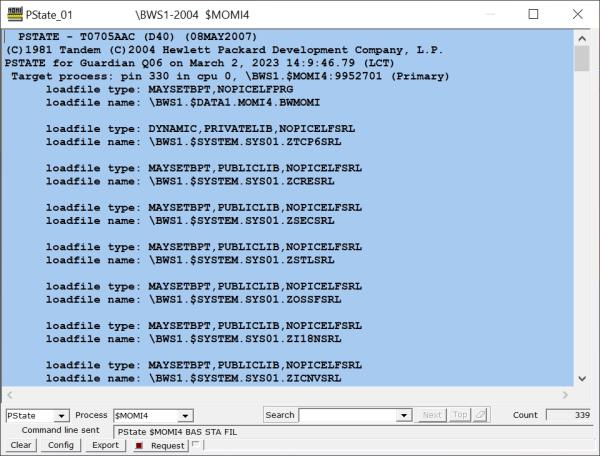 PState_01 \BWS1-2004 $MOMI4
PSTATE - T0705AAC (D40) (08MAY2007)
(C)1981 Tandem (C)2004 Hewlett Packard Development Company, L.P.
PSTATE for Guardian Q06 on March 2, 2023 14:9:46.79 (LCT)
Target process: pin 330 in cpu 0, \BWS1.$MOMI4:9952701 (Primary)
loadfile type: MAYSETBPT,NOPICELFPRG
loadfile name: \BWS1.$DATA1.MOMI4.BWMOMI
loadfile type: DYNAMIC,PRIVATELIB,NOPICELFSRL
loadfile name: \BWS1.$SYSTEM.SYS01.ZTCP6SRL
loadfile type: MAYSETBPT,PUBLICLIB,NOPICELFSRL
loadfile name: \BWS1.$SYSTEM.SYS01.ZCRESRL
loadfile type: MAYSETBPT,PUBLICLIB,NOPICELFSRL
loadfile name: \BWS1.$SYSTEM.SYS01.ZSECSRL
loadfile type: MAYSETBPT,PUBLICLIB,NOPICELFSRL
loadfile name: \BWS1.$SYSTEM.SYS01.ZSTLSRL
loadfile type: MAYSETBPT,PUBLICLIB,NOPICELFSRL
loadfile name: \BWS1.$SYSTEM.SYS01.ZOSSFSRL
loadfile type: MAYSETBPT,PUBLICLIB,NOPICELFSRL
loadfile name: \BWS1.$SYSTEM.SYS01.ZI18NSRL
loadfile type: MAYSETBPT,PUBLICLIB,NOPICELFSRL
loadfile name: \BWS1.$SYSTEM.SYS01.ZICNVSRL
PState Process $MOMI4 Search Next Top Count 339
Command line sent PState $MOMI4 BAS STA FIL
Clear Config Export Request